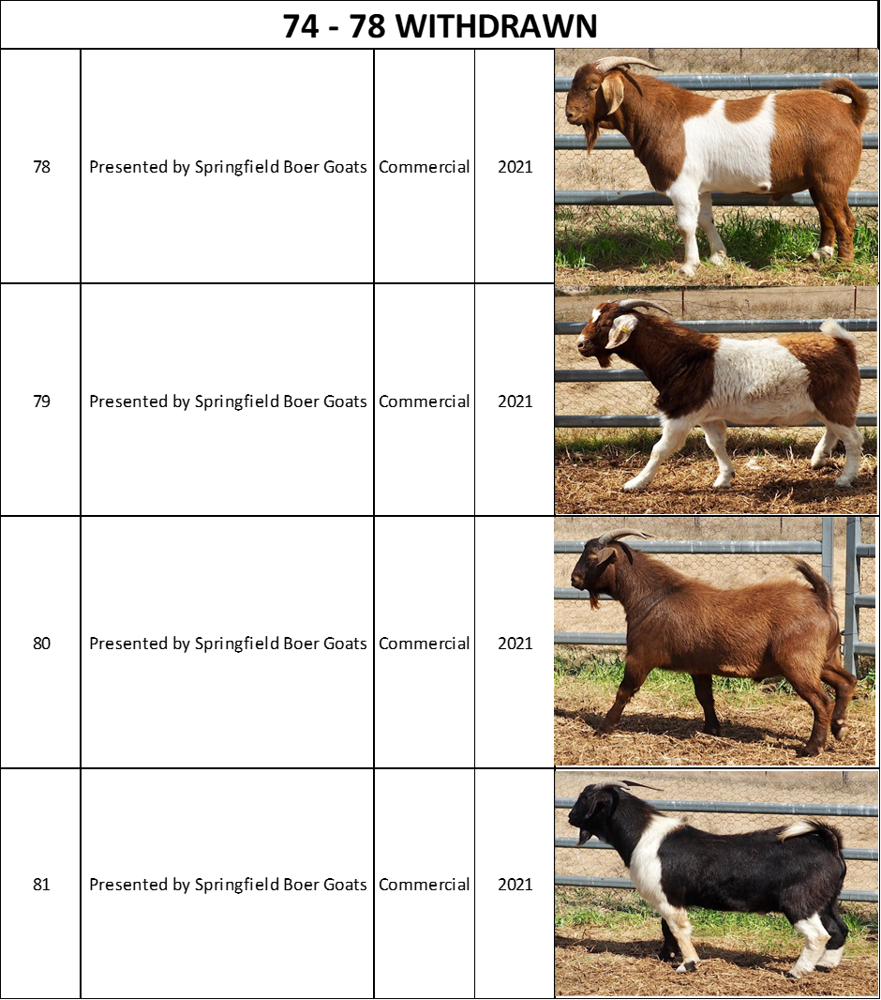 74 - 78 WITHDRAWN
78 Presented by Springfield Boer Goats Commercial 2021
79 Presented by Springfield Boer Goats Commercial 2021
80 Presented by Springfield Boer Goats Commercial 2021
81 Presented by Springfield Boer Goats Commercial 2021